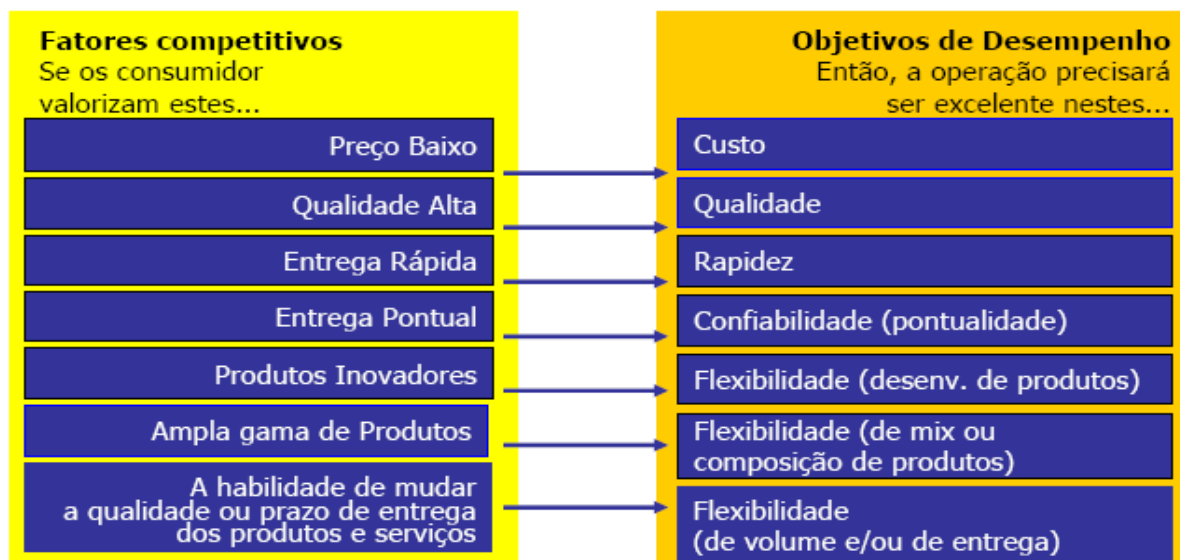 Fatores competitivos
Se os consumidor
valorizam estes...
Preço Baixo
Qualidade Alta
Entrega Rápida
Entrega Pontual
Produtos Inovadores
Ampla gama de Produtos
A habilidade de mudar
a qualidade ou prazo de entrega
dos produtos e serviços
Objetivos de Desempenho
Então, a operação precisará
ser excelente nestes...
Custo
Qualidade
Rapidez
Confiabilidade (pontualidade)
Flexibilidade (desenv. de produtos)
Flexibilidade (de mix ou
composição de produtos)
Flexibilidade
(de volume e/ou de entrega)